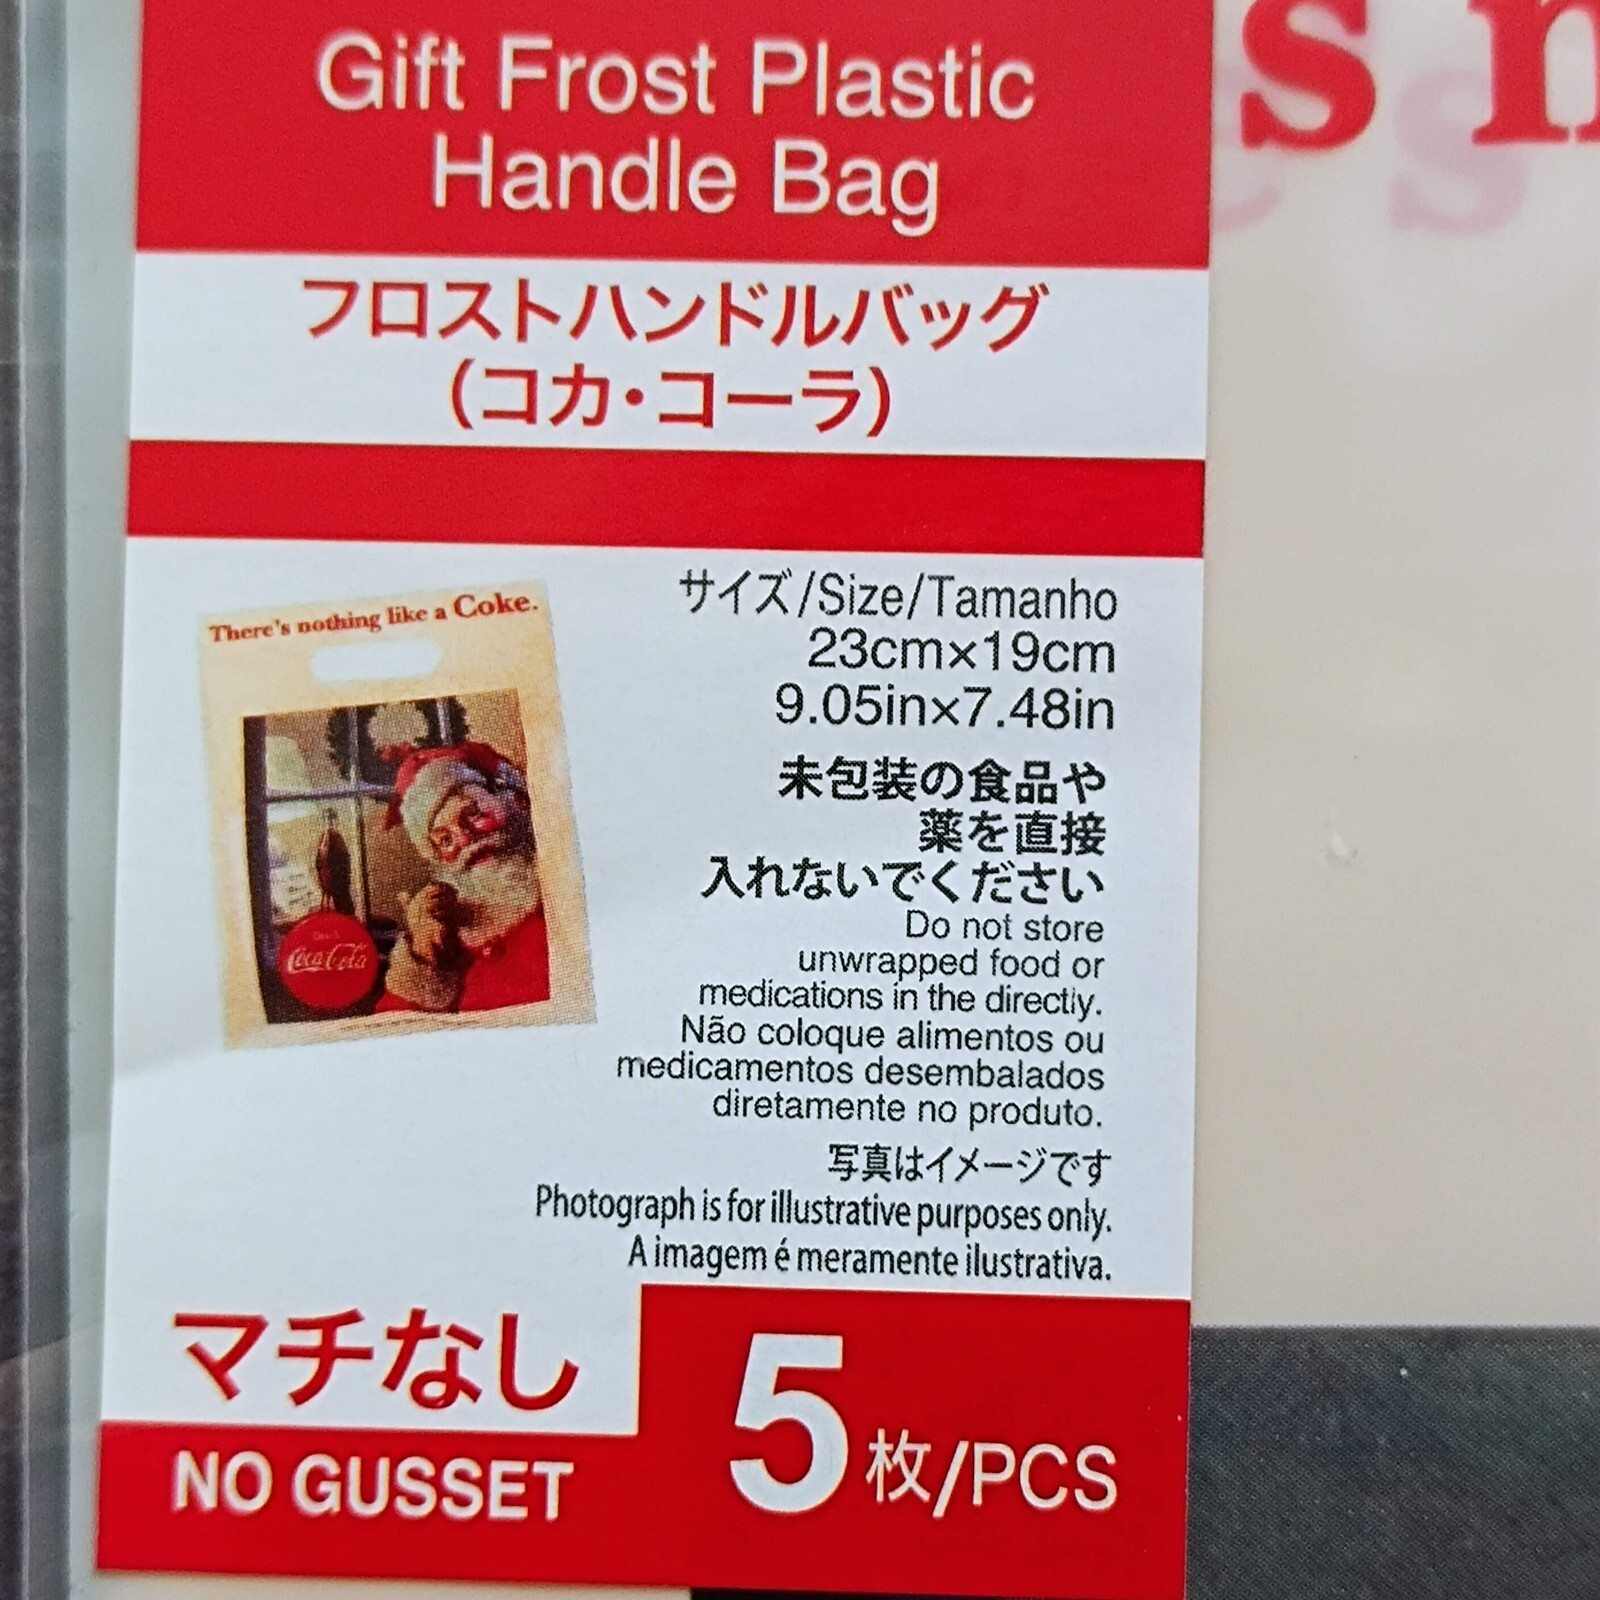 Gift Frost Plastic
Handle Bag
フロストハンドルバッグ
(コカ・コーラ)
There's nothing like a Coke.
Coca-Cola
サイズ/Size/Tamanho
23cm×19cm
9.05in×7.48in
未包装の食品や
薬を直接
入れないでください
Do not store
unwrapped food or
medications in the directly.
Não coloque alimentos ou
medicamentos desembalados
diretamente no produto.
写真はイメージです
Photograph is for illustrative purposes only.
A imagem é meramente ilustrativa.
マチなし
NO GUSSET
5枚/PCS
s n